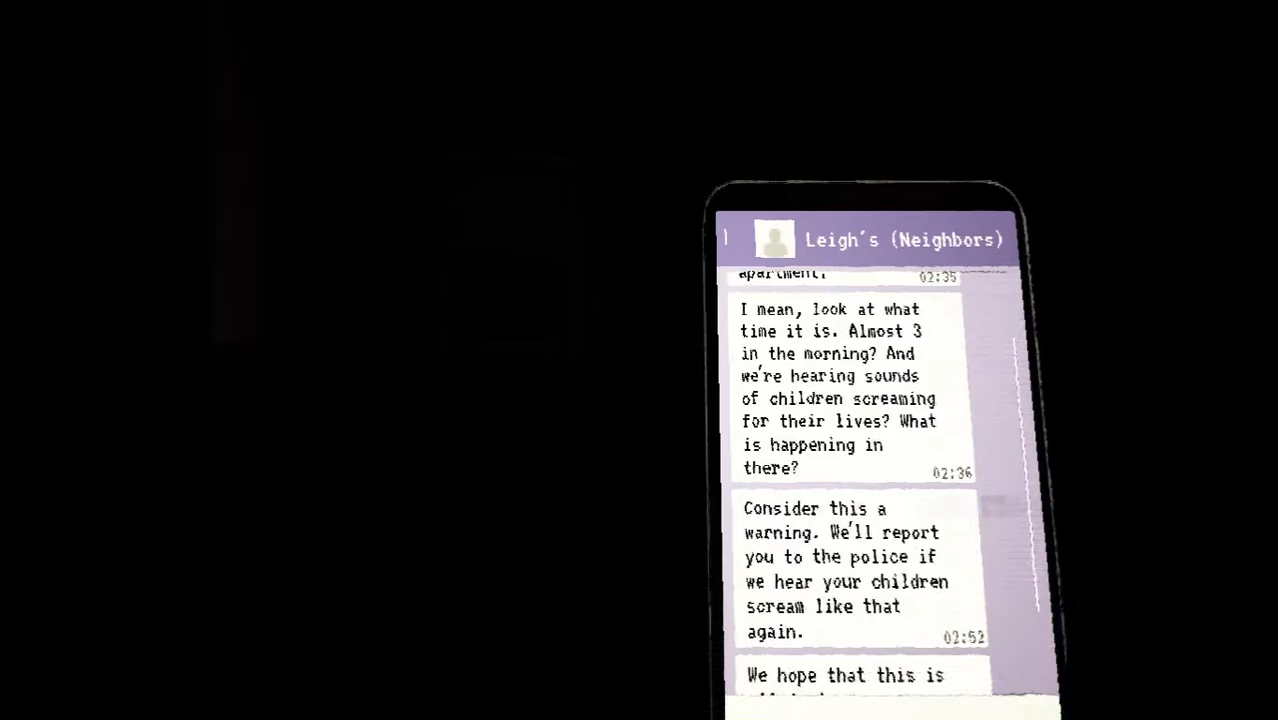 Leigh's (Neighbors)
apartment.
02:35
I mean, look at what
time it is. Almost 3
in the morning? And
we're hearing sounds
of children screaming
for their lives? What
is happening in
there?
02:36
Consider this a
warning. We'll report
you to the police if
we hear your children
scream like that
again.
02:52
We hope that this is